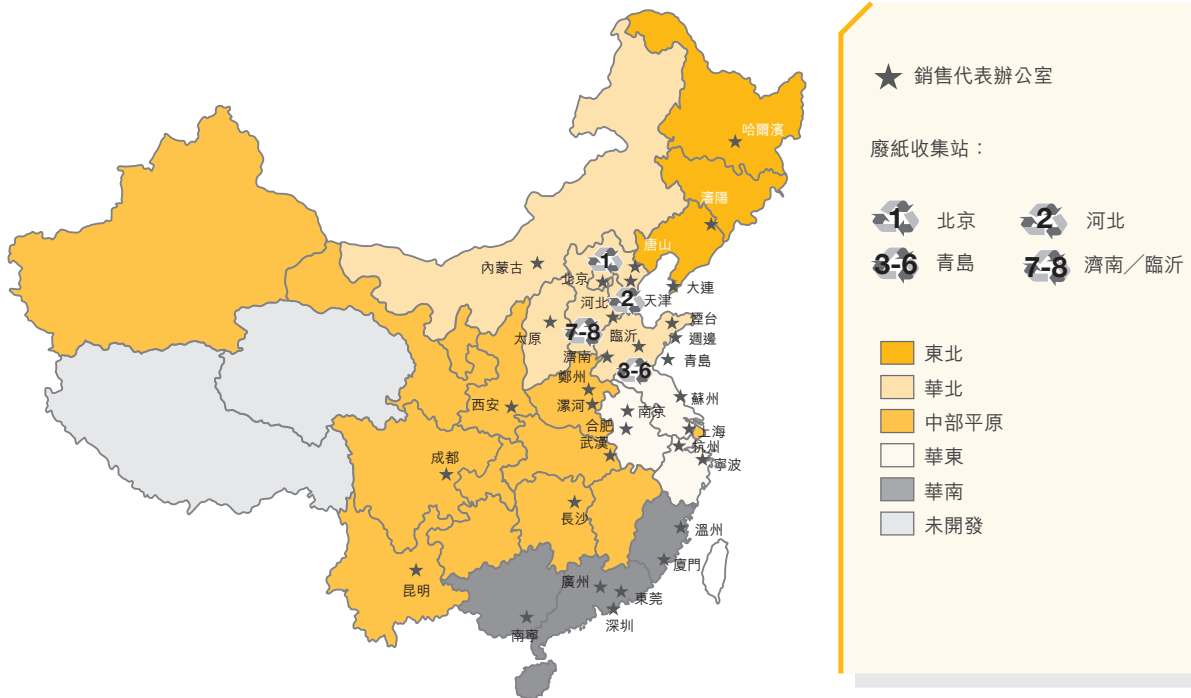 哈爾濱
瀋陽
唐山
內蒙古
1
北京
大連
河北
2
天津
煙台
太原
7-8
臨沂
週邊
濟南
3-6
青島
鄭州
西安
漯河
南京
蘇州
合肥
上海
武漢
杭州
寧波
成都
長沙
溫州
廈門
昆明
廣州
東莞
深圳
南寧
銷售代表辦公室
廢紙收集站：
1 北京 2 河北
3-6 青島 7-8 濟南／臨沂
東北
華北
中部平原
華東
華南
未開發